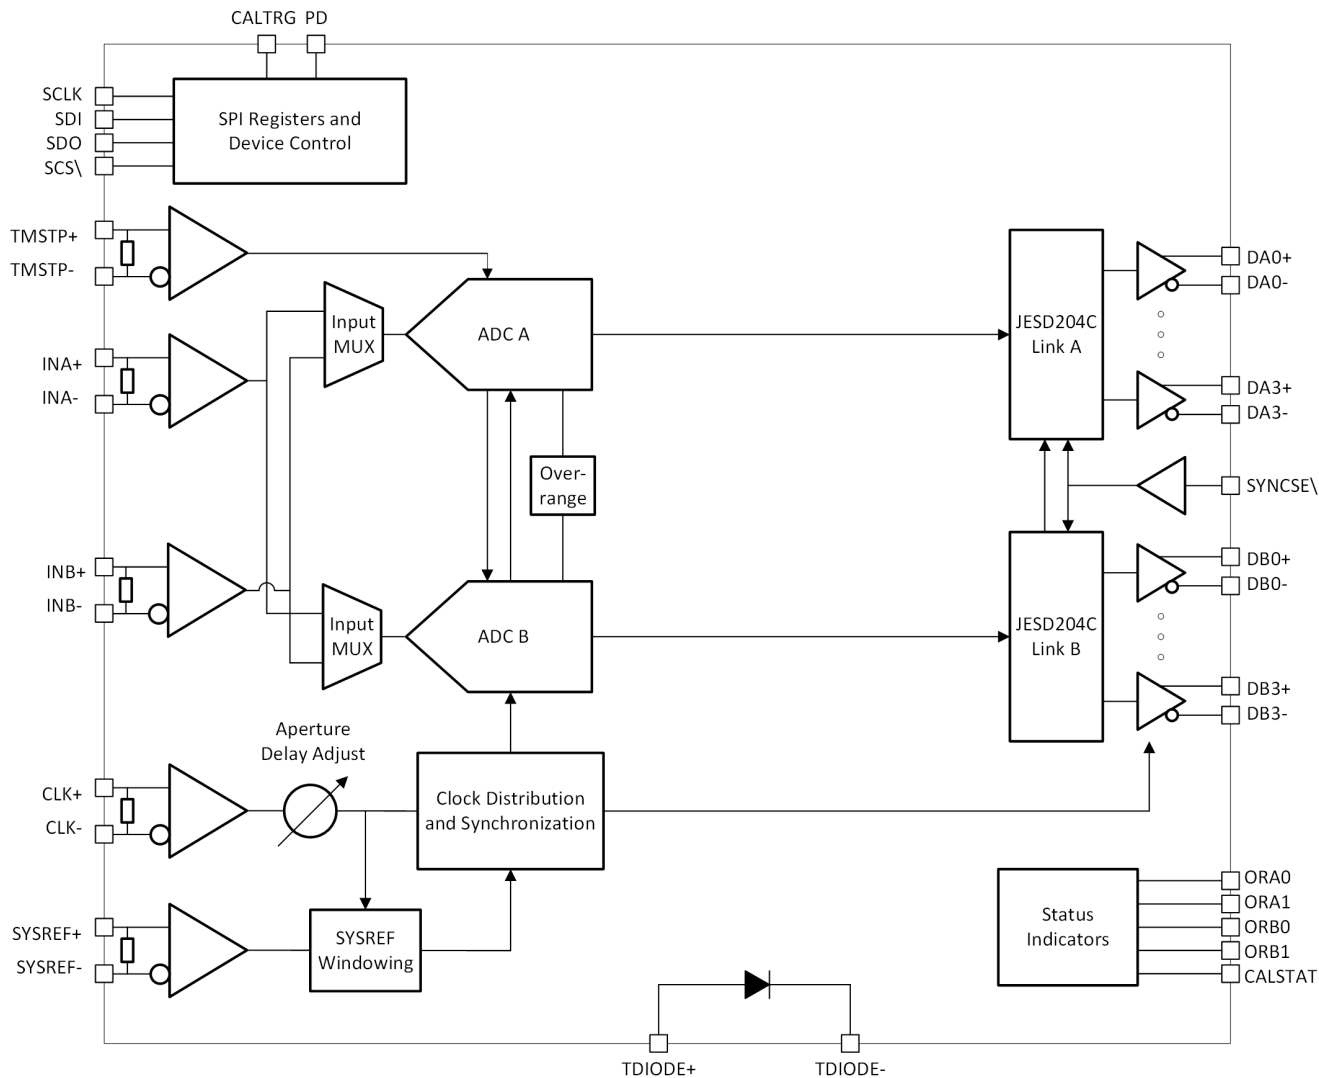 CALTRG PD
SCLK
SDI
SDO
SCS\
SPI Registers and
Device Control
TMSTP+
TMSTP-
INA+
INA-
Input
MUX
ADC A
JESD204C
Link A
DA0+
DA0-
DA3+
DA3-
Over-
range
SYNCSE\
INB+
INB-
Input
MUX
ADC B
JESD204C
Link B
DB0+
DB0-
DB3+
DB3-
Aperture
Delay Adjust
CLK+
CLK-
Clock Distribution
and Synchronization
SYSREF+
SYSREF-
SYSREF
Windowing
Status
Indicators
ORA0
ORA1
ORB0
ORB1
CALSTAT
TDIODE+
TDIODE-